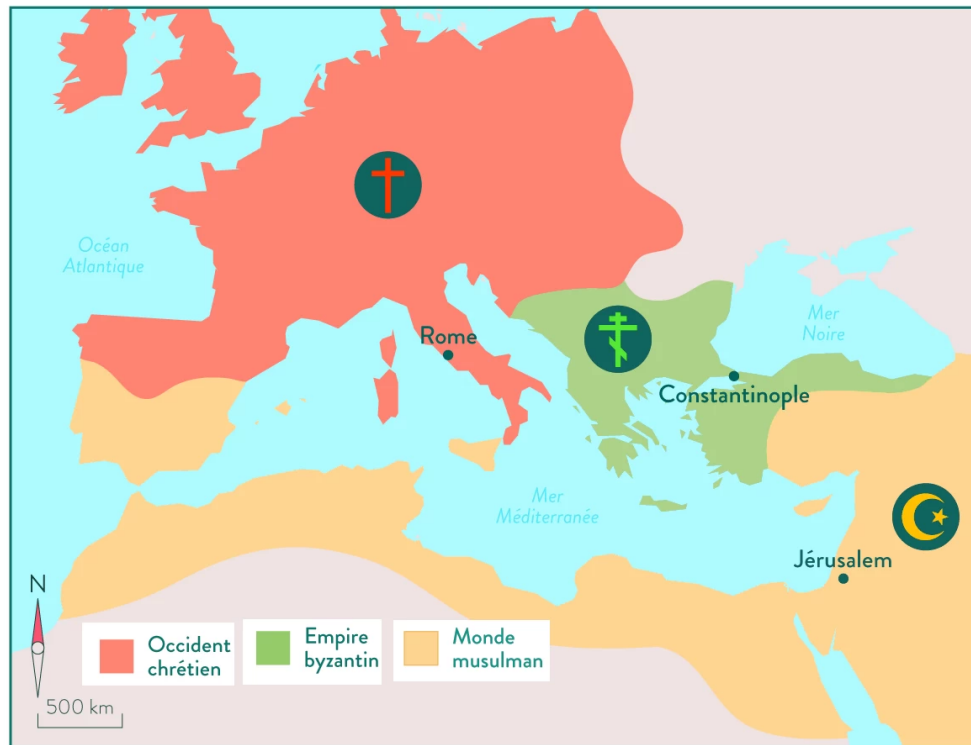 Océan
Atlantique
Mer
Noire
Rome
Constantinople
Mer
Méditerranée
Jérusalem
N
Occident
chrétien
Empire
byzantin
Monde
musulman
500 km